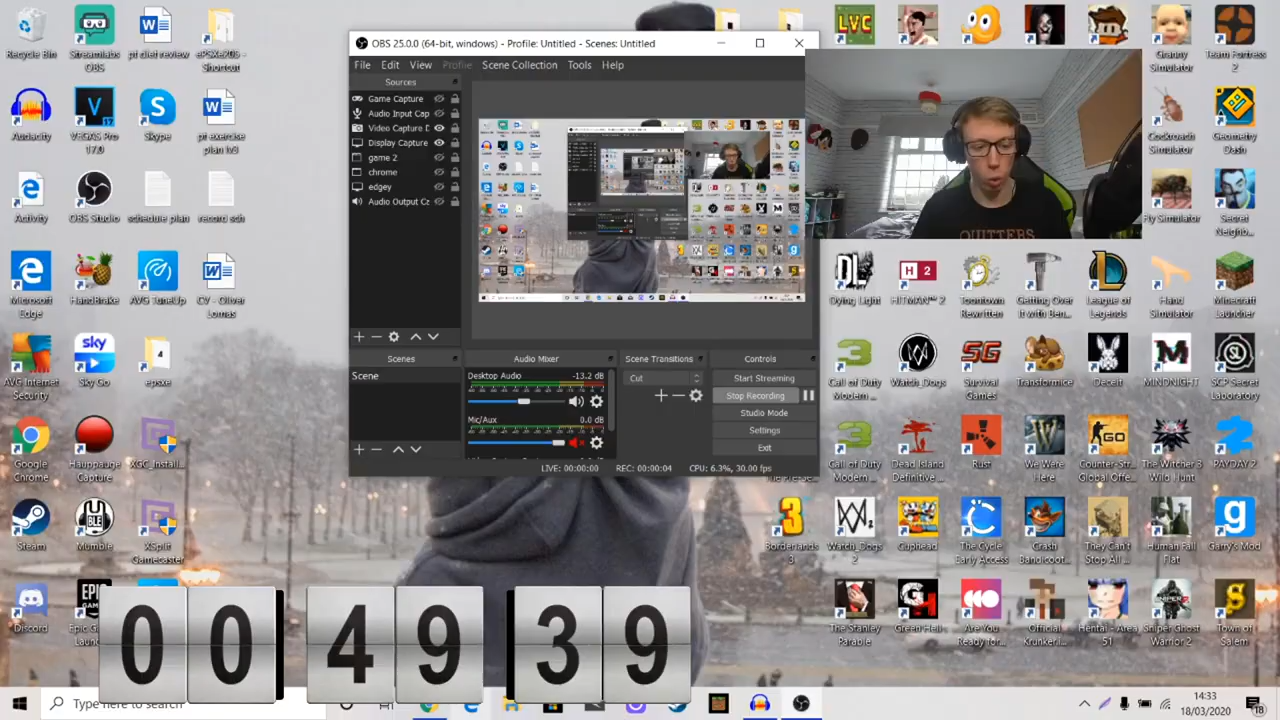 OBS 25.0.0 (64-bit, windows) - Profile: Untitled - Scenes: Untitled
File Edit View Profile Scene Collection Tools Help
Sources
Game Capture
Audio Input Cap
Video Capture D
Display Capture
game 2
chrome
edgey
Audio Output Ca
Scenes
Audio Mixer
Scene Transitions
Controls
Scene
Desktop Audio -13.2 dB
Mic/Aux 0.0 dB
Cut
Start Streaming
Stop Recording
Studio Mode
Settings
Exit
LIVE: 00:00:00 REC: 00:00:04 CPU: 6.3%, 30.00 fps
Recycle Bin
Streamlabs
OBS
pt diet review
ePSXe205 -
Shortcut
Audacity
VEGAS Pro
17.0
Skype
pt exercise
plan lv3
Activity
OBS Studio
schedule plan
record sch
Microsoft
Edge
HandBrake
AVG TuneUp
CV - Oliver
Lomas
AVG Internet
Security
Sky Go
epsxe
Google
Chrome
Hauppauge
Capture
XGC_Install...
Steam
Mumble
XSplit
Gamecaster
Discord
LVC
Granny
Simulator
Team Fortress
2
Cockroach
Simulator
Geometry
Dash
Fly Simulator
Secret
Neighbo...
QUITTERS
Dying Light
HITMAN™ 2
Toontown
Rewritten
Getting Over
It with Ben...
League of
Legends
Hand
Simulator
Minecraft
Launcher
Call of Duty
Modern ...
Watch_Dogs
Survival
Games
Transformice
Deceit
MINDNIGHT
SCP Secret
Laboratory
Call of Duty
Modern ...
Dead Island
Definitive ...
Rust
We Were
Here
Counter-Str...
Global Offe...
The Witcher 3
Wild Hunt
PAYDAY 2
Borderlands
3
Watch_Dogs
2
Cuphead
The Cycle
Early Access
Crash
Bandicoot...
They Can't
Stop All ...
Human Fall
Flat
Garry's Mod
The Stanley
Parable
Green Hell
Are You
Ready for...
Official
Krunker...
Hentai - Area
51
Sniper Ghost
Warrior 2
Town of
Salem
00 49 39
Type here to search
14:33
18/03/2020
18